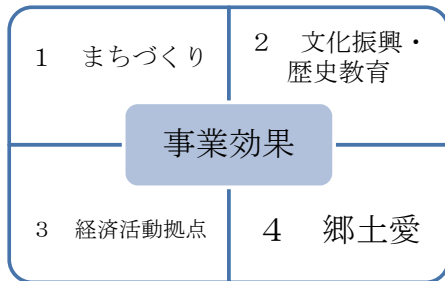 1 まちづくり
2 文化振興・
歴史教育
事業効果
3 経済活動拠点
4 郷土愛